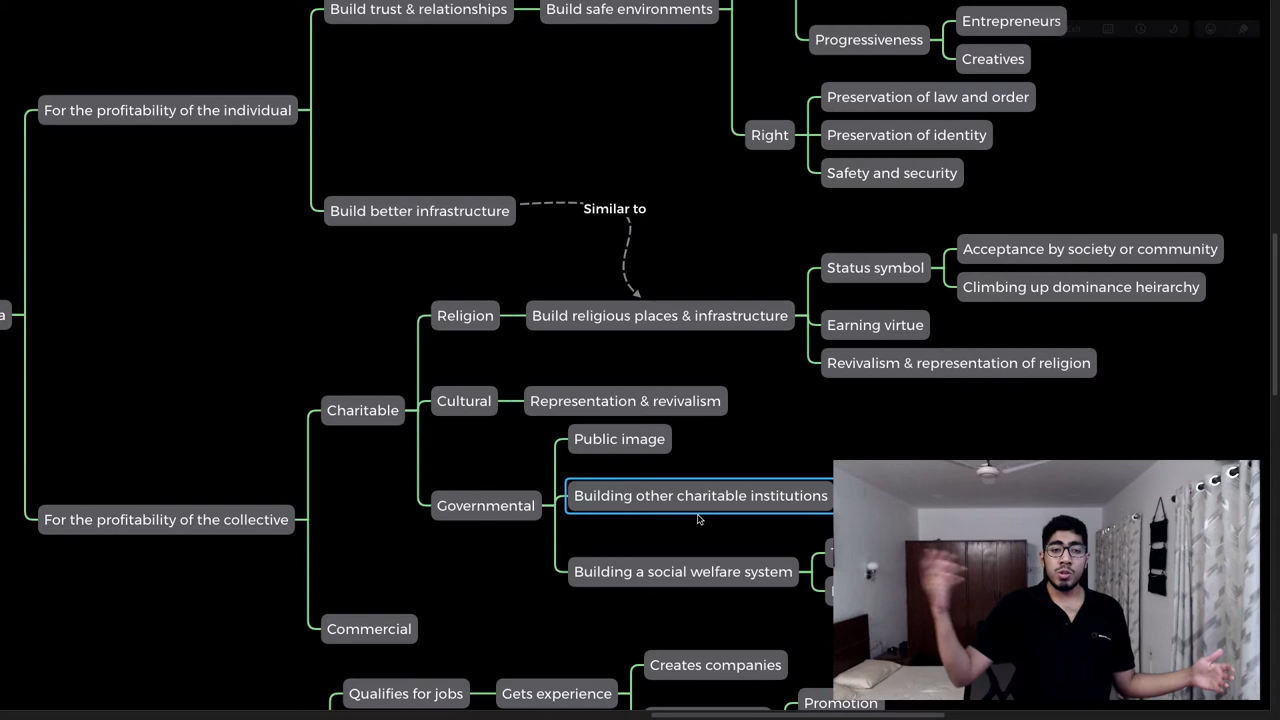 Build trust & relationships
Build safe environments
Entrepreneurs
Progressiveness
Creatives
For the profitability of the individual
Preservation of law and order
Right
Preservation of identity
Safety and security
Build better infrastructure
Similar to
Status symbol
Acceptance by society or community
Climbing up dominance heirarchy
Religion
Build religious places & infrastructure
Earning virtue
Revivalism & representation of religion
Charitable
Cultural
Representation & revivalism
Public image
Governmental
Building other charitable institutions
For the profitability of the collective
Building a social welfare system
Commercial
Creates companies
Qualifies for jobs
Gets experience
Promotion